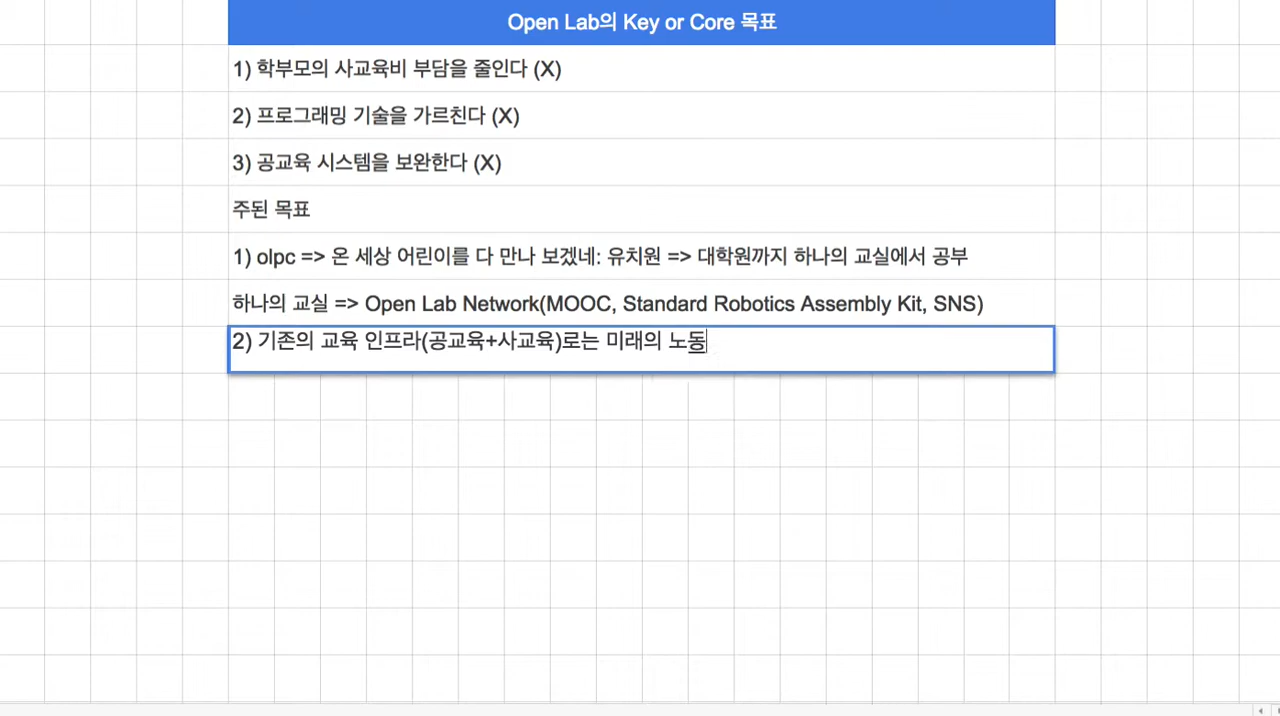 Open Lab의 Key or Core 목표
1) 학부모의 사교육비 부담을 줄인다 (X)
2) 프로그래밍 기술을 가르친다 (X)
3) 공교육 시스템을 보완한다 (X)
주된 목표
1) olpc => 온 세상 어린이를 다 만나 보겠네: 유치원 => 대학원까지 하나의 교실에서 공부
하나의 교실 => Open Lab Network(MOOC, Standard Robotics Assembly Kit, SNS)
2) 기존의 교육 인프라(공교육+사교육)로는 미래의 노동